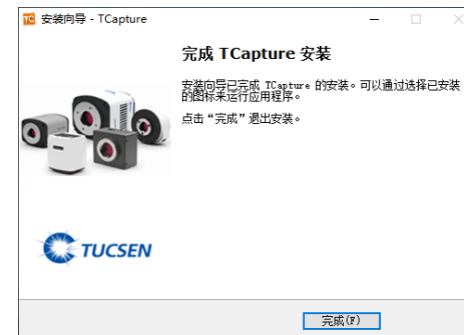 安装向导 - TCapture
完成 TCapture 安装
安装向导已完成 TCapture 的安装。可以通过选择已安装
的图标来运行应用程序。
点击“完成”退出安装。
TUCSEN
完成(F)